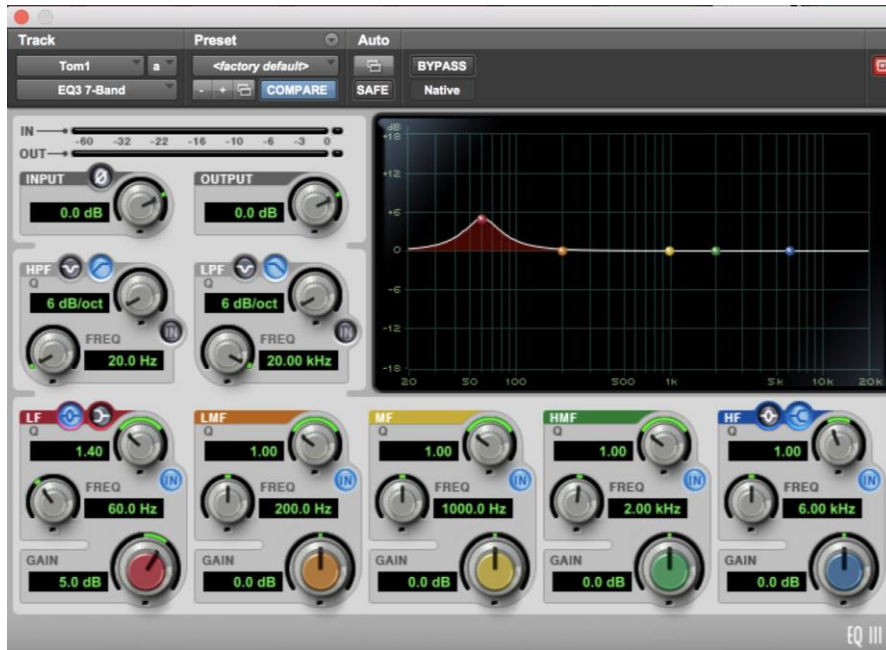 Track Preset Auto
Tom1 a <factory default>
BYPASS
EQ3 7-Band - + COMPARE SAFE Native
IN
-60 -32 -22 -16 -10 -6 -3 0
OUT
INPUT Ø OUTPUT
0.0 dB 0.0 dB
HPF LPF
Q Q
6 dB/oct 6 dB/oct
FREQ IN FREQ IN
20.0 Hz 20.00 kHz
dB
+18
+12
+6
0
-6
-12
-18
20 50 100 500 1k 5k 10k 20k
LF LMF MF HMF HF
Q Q Q Q Q
1.40 1.00 1.00 1.00 1.00
IN IN IN IN IN
FREQ FREQ FREQ FREQ FREQ
60.0 Hz 200.0 Hz 1000.0 Hz 2.00 kHz 6.00 kHz
GAIN GAIN GAIN GAIN GAIN
5.0 dB 0.0 dB 0.0 dB 0.0 dB 0.0 dB
EQ III